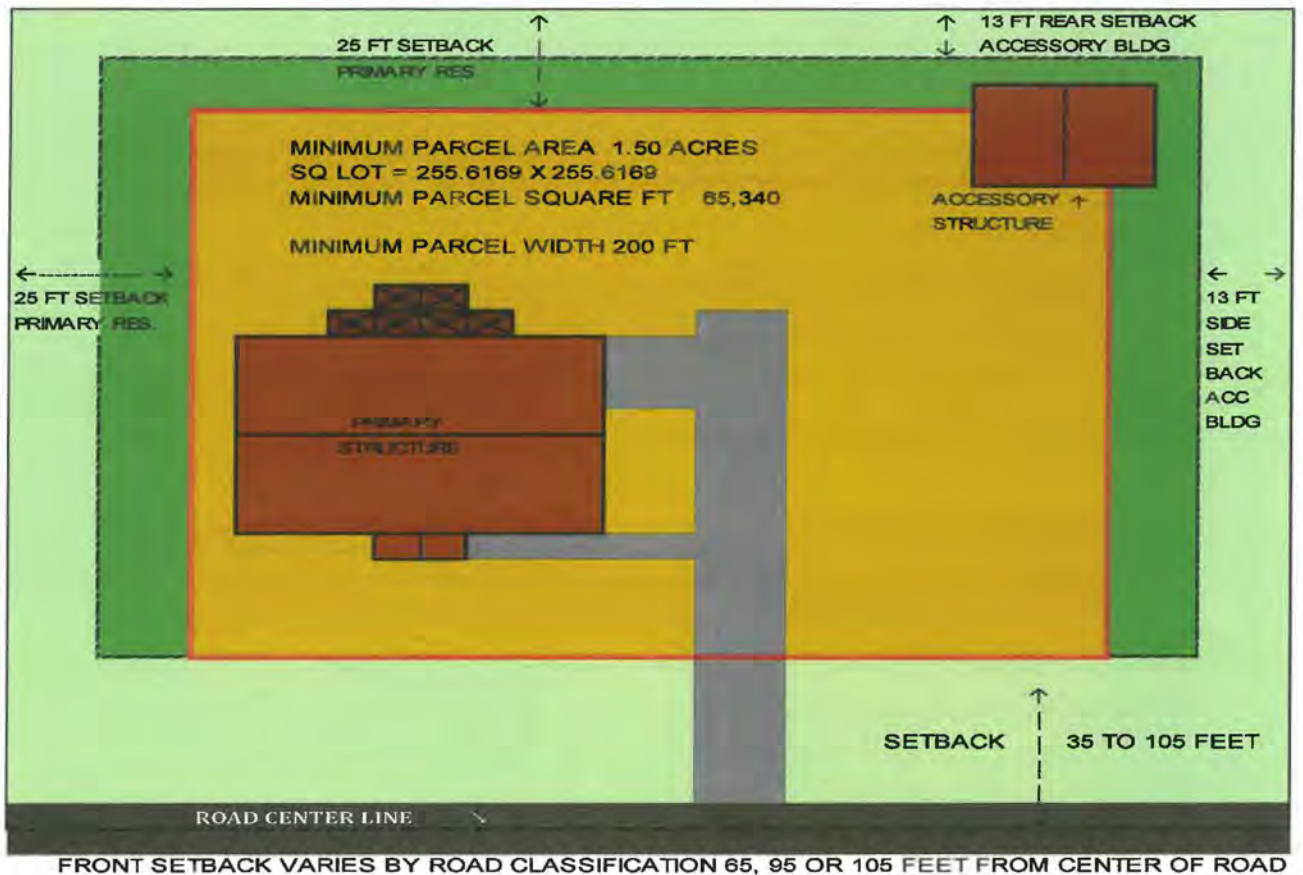 25 FT SETBACK
PRIMARY RES
13 FT REAR SETBACK
ACCESSORY BLDG
MINIMUM PARCEL AREA 1.50 ACRES
SQ LOT = 255.6169 X 255.6169
MINIMUM PARCEL SQUARE FT 65,340
MINIMUM PARCEL WIDTH 200 FT
ACCESSORY
STRUCTURE
25 FT SETBACK
PRIMARY RES.
13 FT
SIDE
SET
BACK
ACC
BLDG
PRIMARY
STRUCTURE
SETBACK 35 TO 105 FEET
ROAD CENTER LINE
FRONT SETBACK VARIES BY ROAD CLASSIFICATION 65, 95 OR 105 FEET FROM CENTER OF ROAD